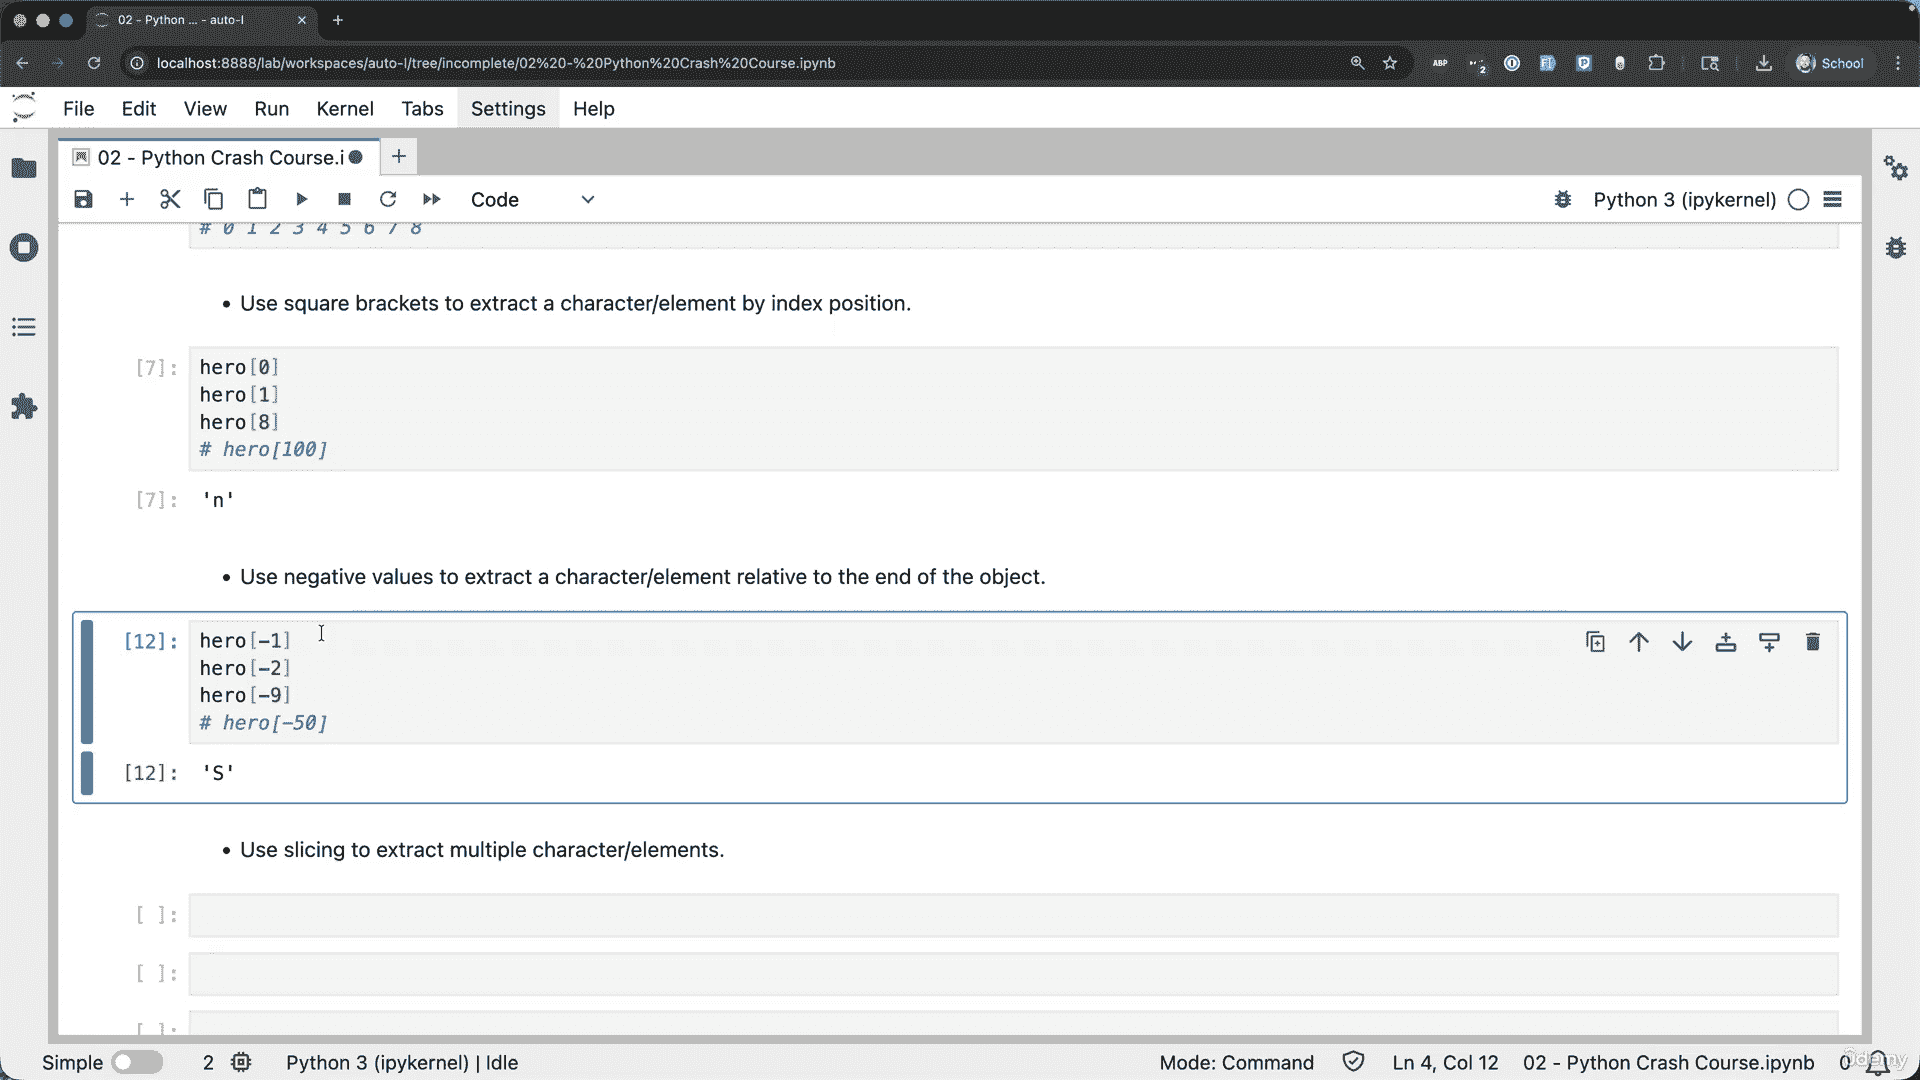 02 - Python ... - auto-l
localhost:8888/lab/workspaces/auto-l/tree/incomplete/02%20-%20Python%20Crash%20Course.ipynb
ABP
2
School
File Edit View Run Kernel Tabs Settings Help
02 - Python Crash Course.i
Code
Python 3 (ipykernel)
# 0 1 2 3 4 5 6 7 8
• Use square brackets to extract a character/element by index position.
[7]: hero[0]
hero[1]
hero[8]
# hero[100]
[7]: 'n'
• Use negative values to extract a character/element relative to the end of the object.
[12]: hero[-1]
hero[-2]
hero[-9]
# hero[-50]
[12]: 'S'
• Use slicing to extract multiple character/elements.
[ ]:
[ ]:
[ ]:
Simple 2 Python 3 (ipykernel) | Idle Mode: Command Ln 4, Col 12 02 - Python Crash Course.ipynb 0
udemy